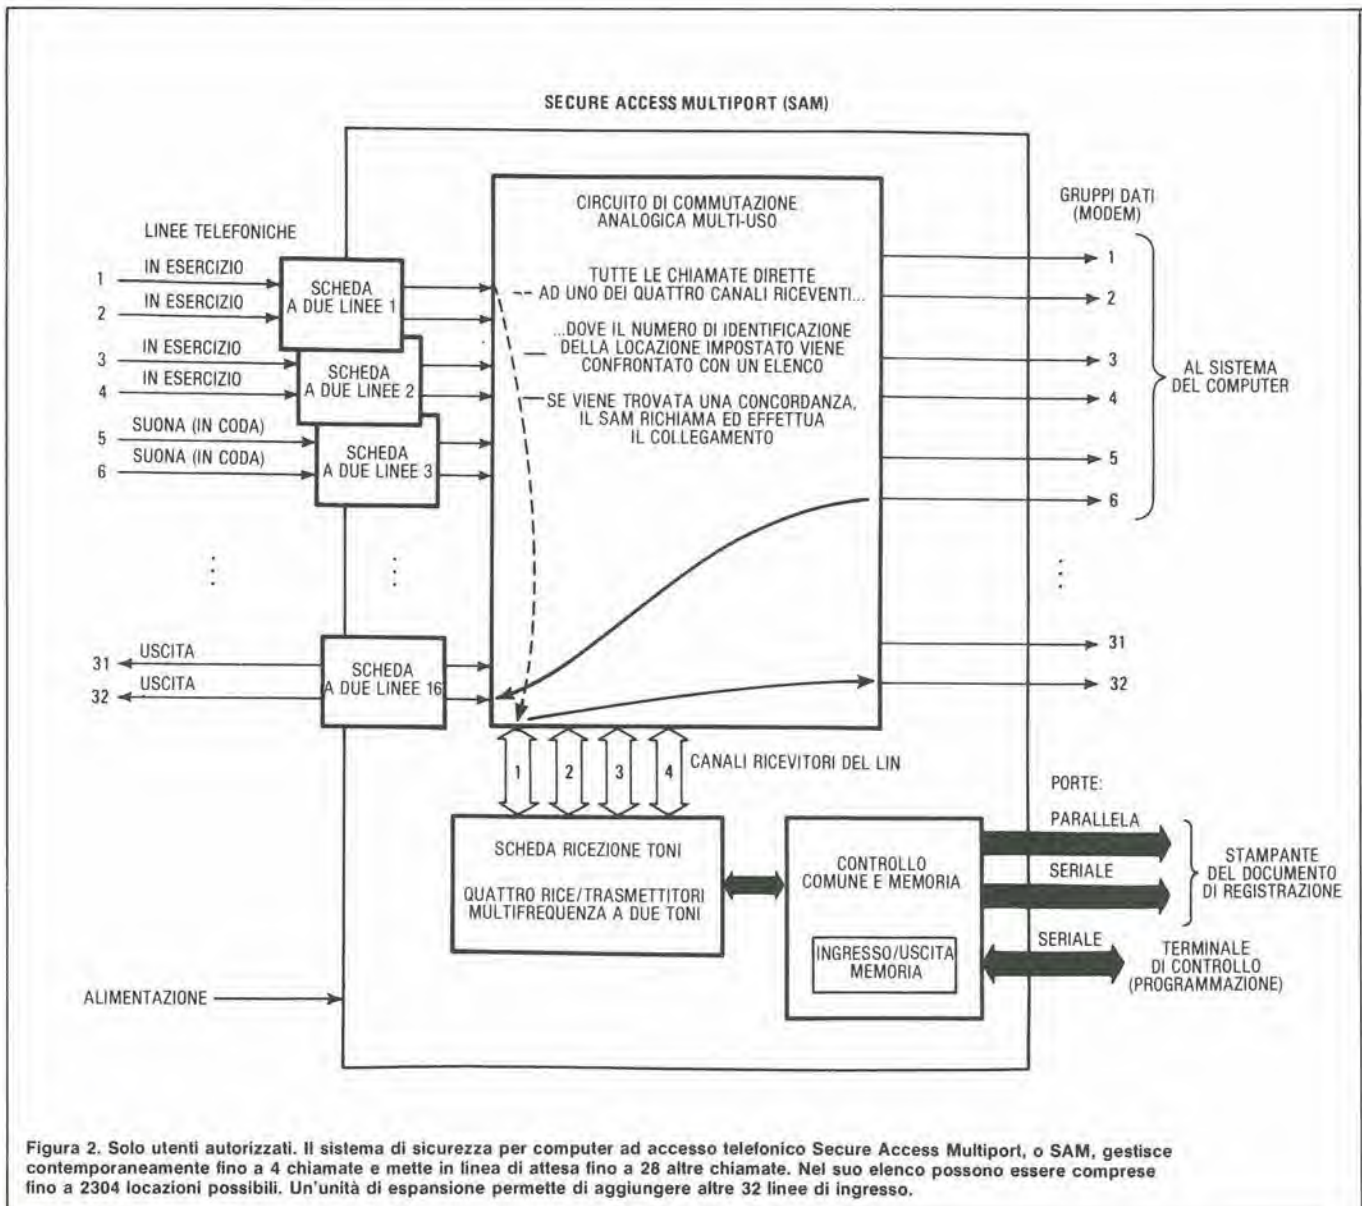 SECURE ACCESS MULTIPORT (SAM)
LINEE TELEFONICHE
1 IN ESERCIZIO
2 IN ESERCIZIO
3 IN ESERCIZIO
4 IN ESERCIZIO
5 SUONA (IN CODA)
6 SUONA (IN CODA)
31 USCITA
32 USCITA
SCHEDA
A DUE LINEE 1
SCHEDA
A DUE LINEE 2
SCHEDA
A DUE LINEE 3
SCHEDA
A DUE LINEE 16
CIRCUITO DI COMMUTAZIONE
ANALOGICA MULTI-USO
TUTTE LE CHIAMATE DIRETTE
AD UNO DEI QUATTRO CANALI RICEVENTI...
...DOVE IL NUMERO DI IDENTIFICAZIONE
DELLA LOCAZIONE IMPOSTATO VIENE
CONFRONTATO CON UN ELENCO
SE VIENE TROVATA UNA CONCORDANZA,
IL SAM RICHIAMA ED EFFETTUA
IL COLLEGAMENTO
GRUPPI DATI
(MODEM)
1
2
3
4
5
6
31
32
AL SISTEMA
DEL COMPUTER
1 2 3 4 CANALI RICEVITORI DEL LIN
SCHEDA RICEZIONE TONI
QUATTRO RICE/TRASMETTITORI
MULTIFREQUENZA A DUE TONI
CONTROLLO
COMUNE E MEMORIA
INGRESSO/USCITA
MEMORIA
PORTE:
PARALLELA
SERIALE
STAMPANTE
DEL DOCUMENTO
DI REGISTRAZIONE
SERIALE
TERMINALE
DI CONTROLLO
(PROGRAMMAZIONE)
ALIMENTAZIONE
Figura 2. Solo utenti autorizzati. Il sistema di sicurezza per computer ad accesso telefonico Secure Access Multiport, o SAM, gestisce
contemporaneamente fino a 4 chiamate e mette in linea di attesa fino a 28 altre chiamate. Nel suo elenco possono essere comprese
fino a 2304 locazioni possibili. Un'unità di espansione permette di aggiungere altre 32 linee di ingresso.